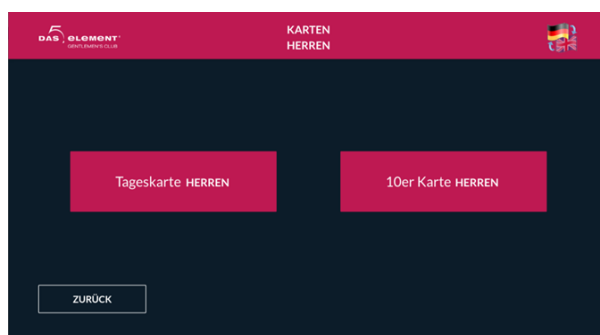 DAS 5. eLement
GENTLEMEN'S CLUB
KARTEN
HERREN
Tageskarte HERREN
10er Karte HERREN
ZURÜCK